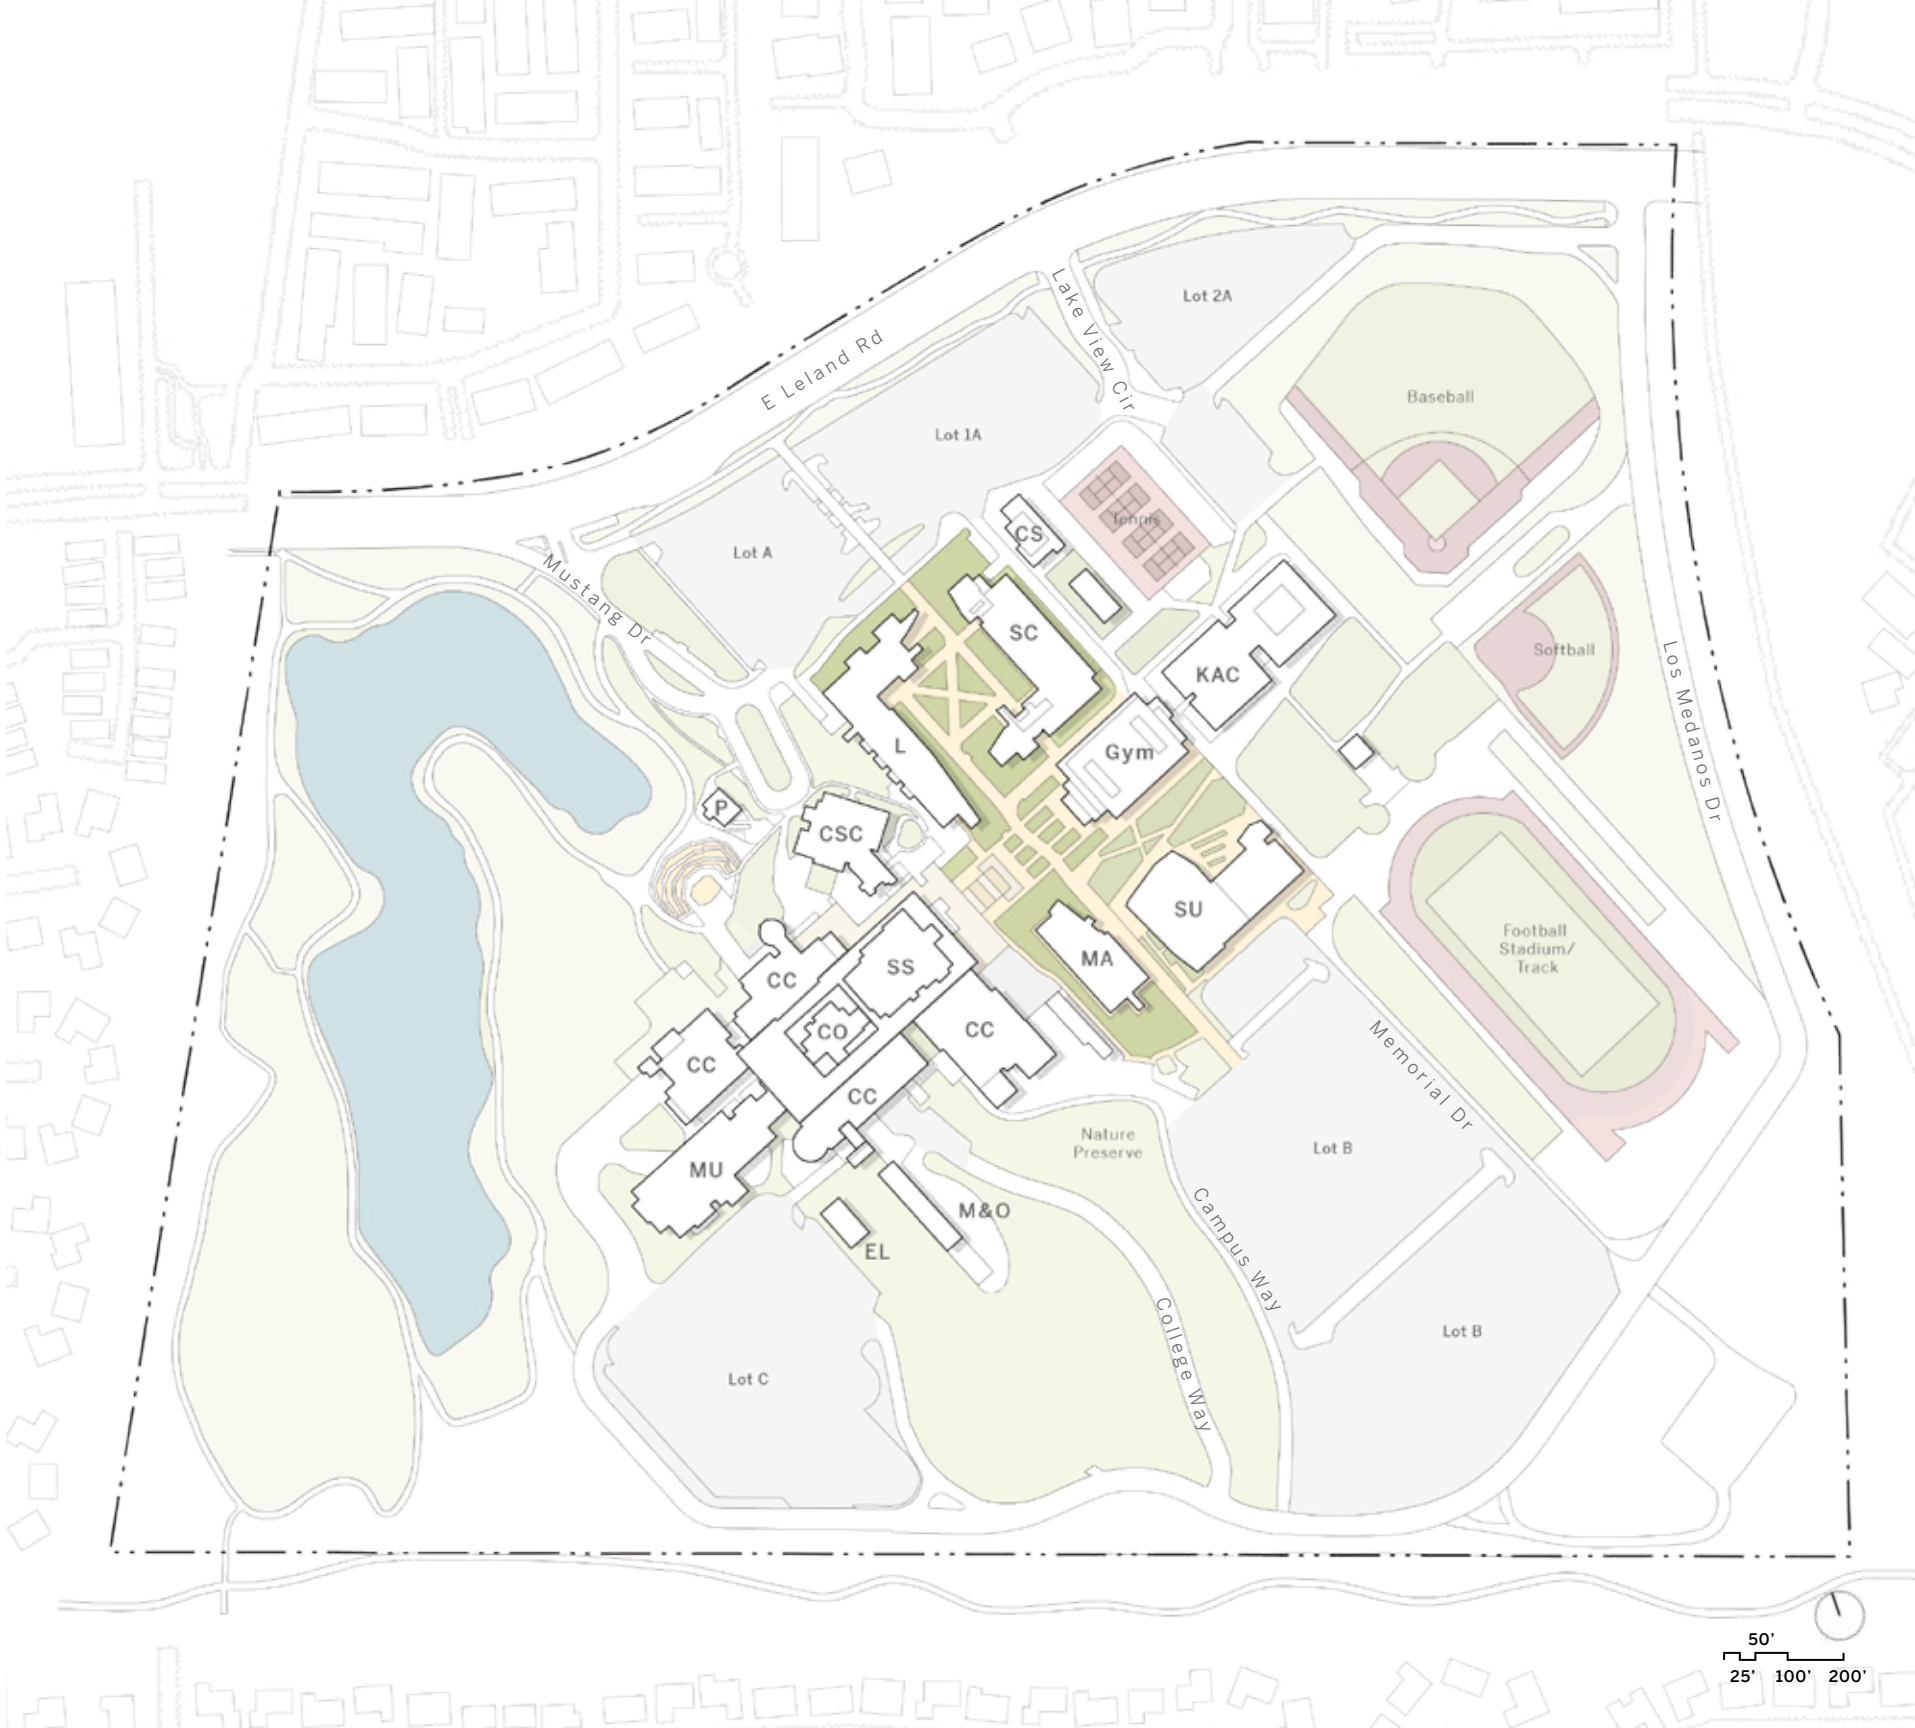 Lake View Cir
Lot 2A
E Leland Rd
Baseball
Lot 1A
Tennis
CS
Lot A
Mustang Dr
SC
Softball
KAC
Los Medanos Dr
L
Gym
P
CSC
SU
Football
Stadium/
Track
MA
SS
CC
CO
CC
CC
CC
Memorial Dr
Nature
Preserve
Lot B
MU
M&O
Campus Way
EL
College Way
Lot B
Lot C
50'
25' 100' 200'